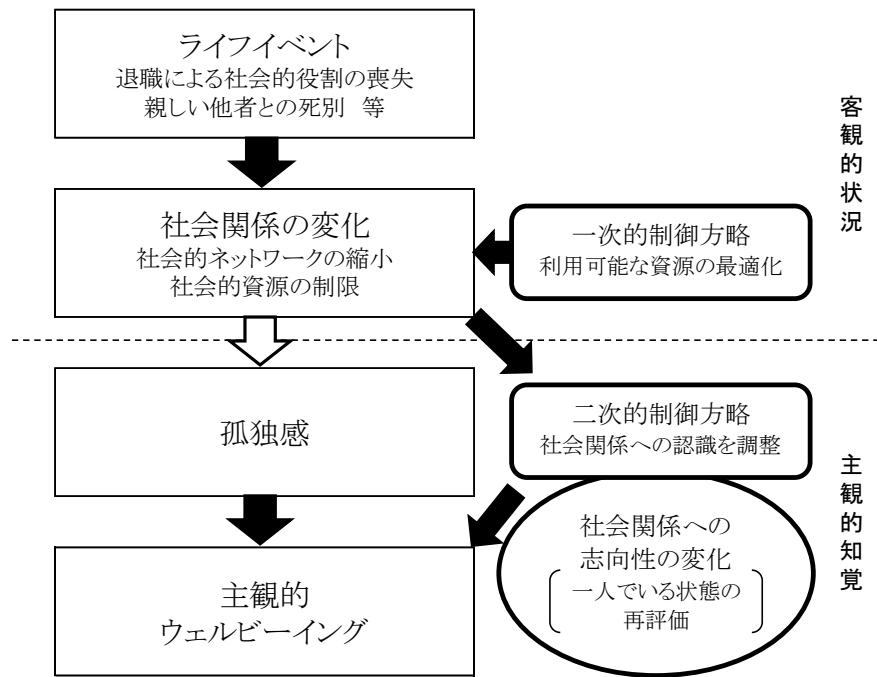 ライフイベント
退職による社会的役割の喪失
親しい他者との死別 等
客観的状況
社会関係の変化
社会的ネットワークの縮小
社会的資源の制限
一次的制御方略
利用可能な資源の最適化
孤独感
二次的制御方略
社会関係への認識を調整
主観的知覚
社会関係への
志向性の変化
一人でいる状態の
再評価
主観的
ウェルビーイング